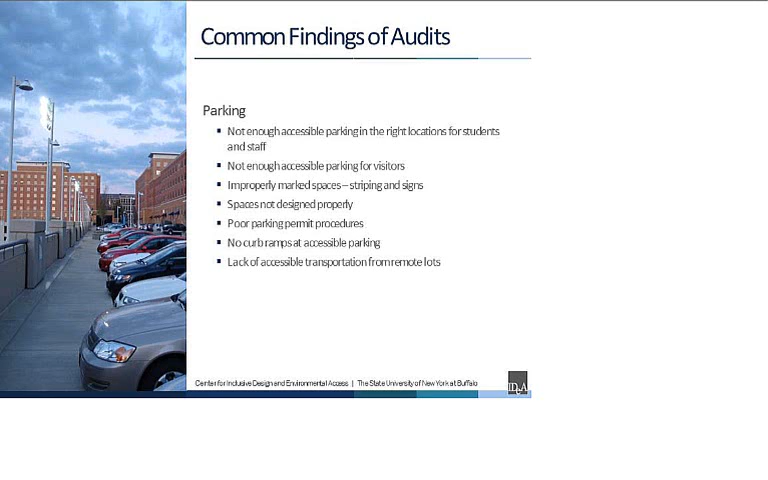 Common Findings of Audits
Parking
Not enough accessible parking in the right locations for students
and staff
Not enough accessible parking for visitors
Improperly marked spaces – striping and signs
Spaces not designed properly
Poor parking permit procedures
No curb ramps at accessible parking
Lack of accessible transportation from remote lots
Center for Inclusive Design and Environmental Access | The State University of New York at Buffalo
IDeA